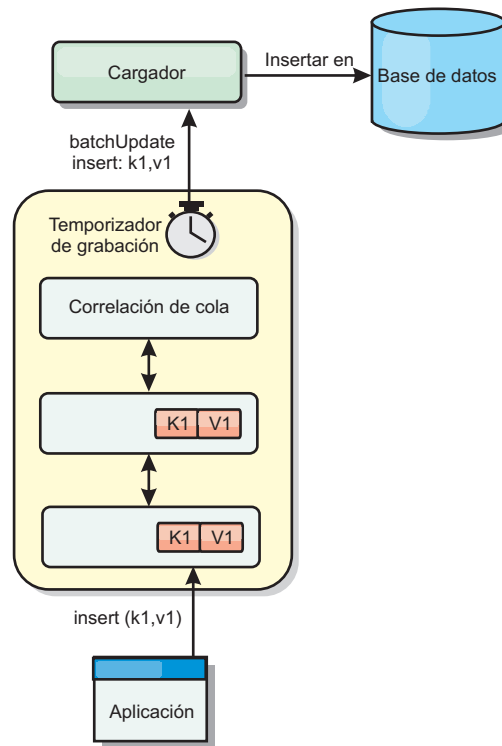 Cargador
Insertar en
Base de datos
batchUpdate
insert: k1,v1
Temporizador
de grabación
Correlación de cola
K1 V1
K1 V1
insert (k1,v1)
Aplicación